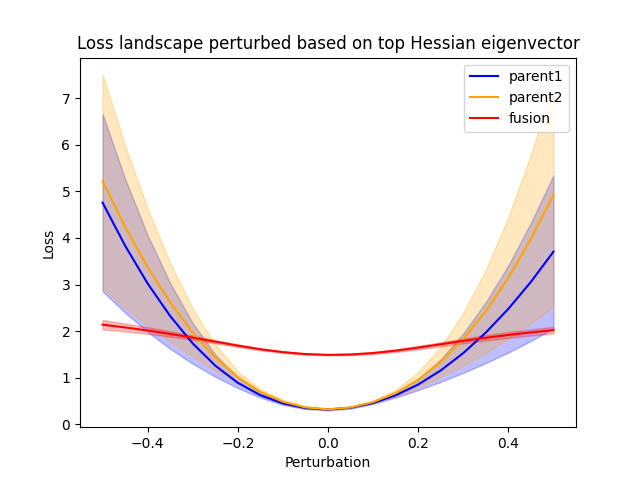 Loss landscape perturbed based on top Hessian eigenvector
parent1
parent2
fusion
7
6
5
4
3
2
1
0
Loss
−0.4
−0.2
0.0
0.2
0.4
Perturbation